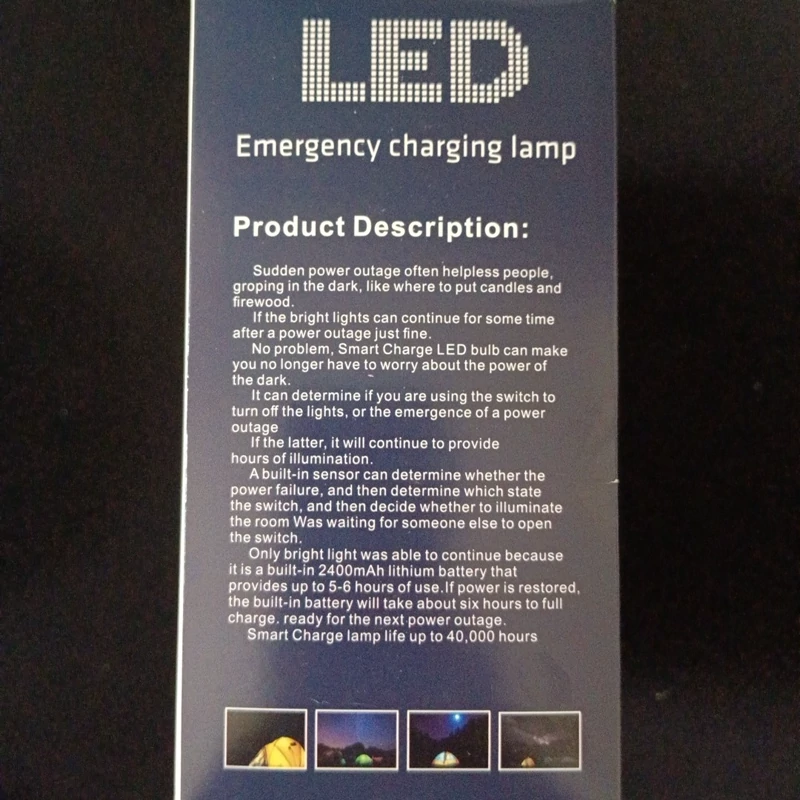 LED
Emergency charging lamp
Product Description:
Sudden power outage often helpless people,
groping in the dark, like where to put candles and
firewood.
If the bright lights can continue for some time
after a power outage just fine.
No problem, Smart Charge LED bulb can make
you no longer have to worry about the power of
the dark.
It can determine if you are using the switch to
turn off the lights, or the emergence of a power
outage
If the latter, it will continue to provide
hours of illumination.
A built-in sensor can determine whether the
power failure, and then determine which state
the switch, and then decide whether to illuminate
the room Was waiting for someone else to open
the switch.
Only bright light was able to continue because
it is a built-in 2400mAh lithium battery that
provides up to 5-6 hours of use.If power is restored,
the built-in battery will take about six hours to full
charge. ready for the next power outage.
Smart Charge lamp life up to 40,000 hours